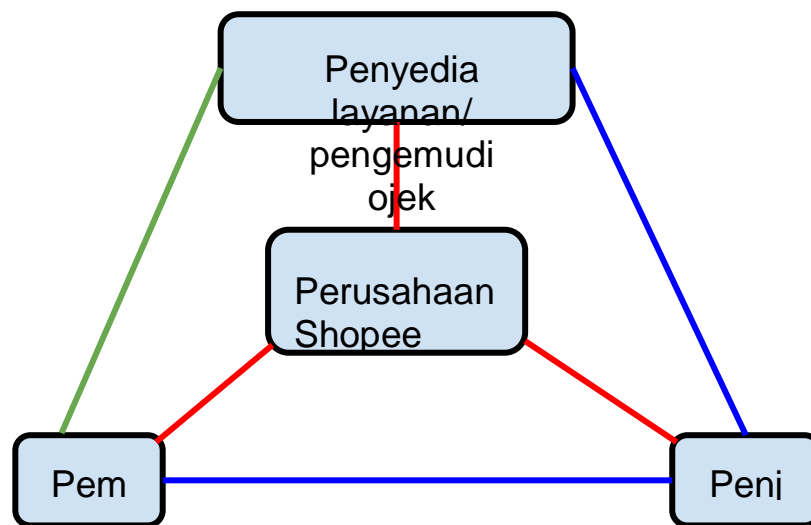 Penyedia
layanan/
pengemudi
ojek
Perusahaan
Shopee
Pem
Penj